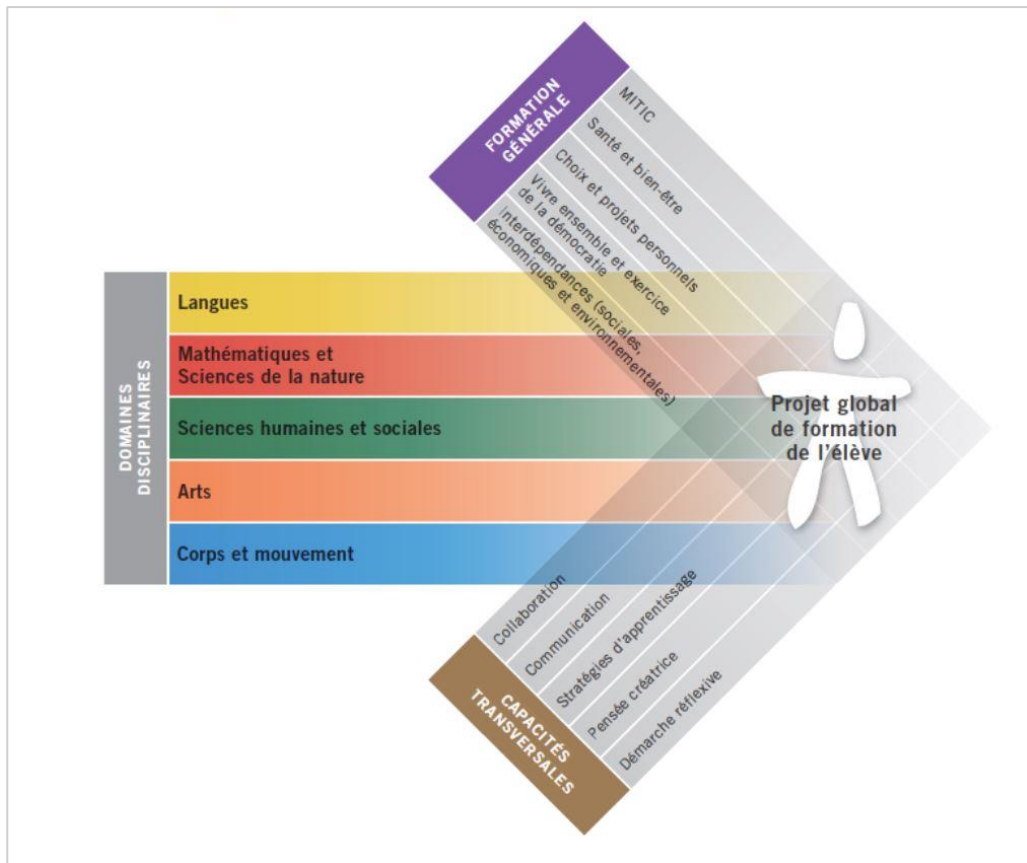 FORMATION
GÉNÉRALE
MITIC
Santé et bien-être
Choix et projets personnels
Vivre ensemble et exercice
de la démocratie
Interdépendances (sociales,
économiques et environnementales)
DOMAINES
DISCIPLINAIRES
Langues
Mathématiques et
Sciences de la nature
Sciences humaines et sociales
Arts
Corps et mouvement
Projet global
de formation
de l'élève
Collaboration
Communication
Stratégies d'apprentissage
Pensée créatrice
Démarche réflexive
CAPACITÉS
TRANSVERSALES